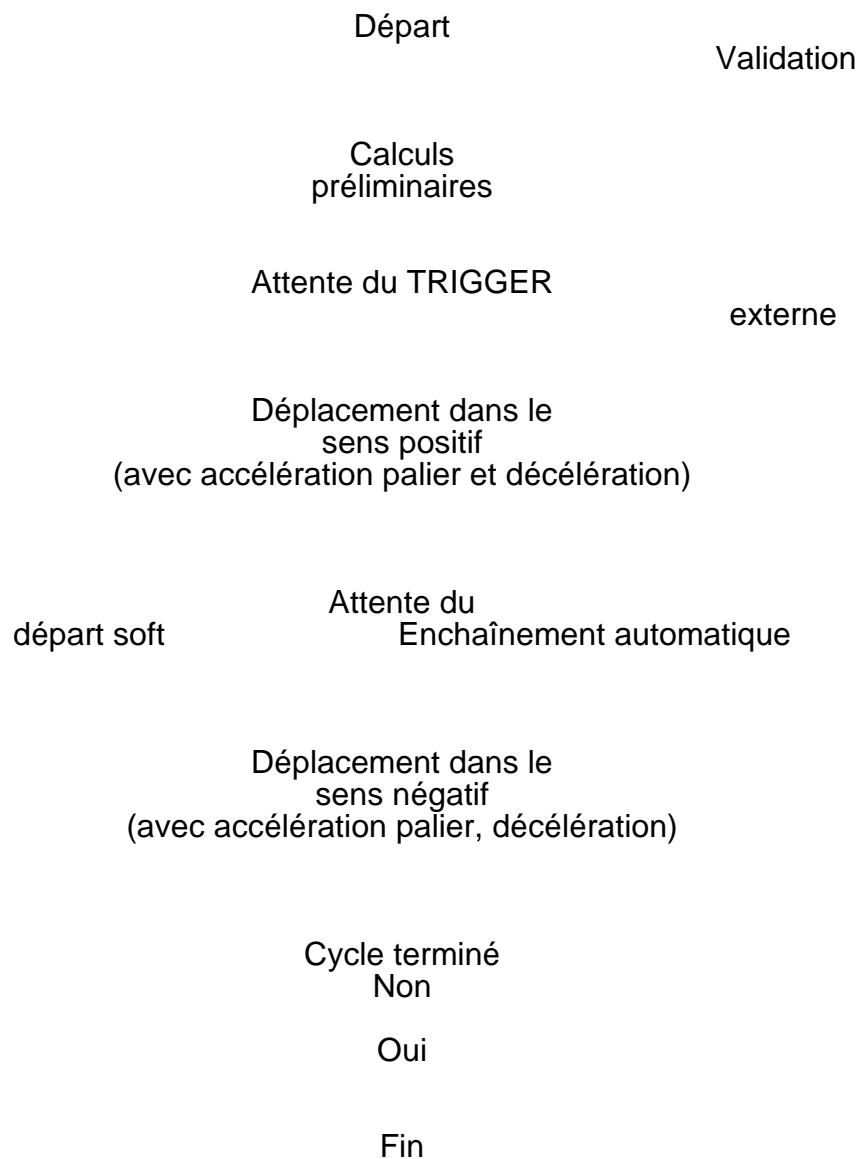 Départ
Validation
Calculs
préliminaires
Attente du TRIGGER
externe
Déplacement dans le
sens positif
(avec accélération palier et décélération)
Attente du
départ soft
Enchaînement automatique
Déplacement dans le
sens négatif
(avec accélération palier, décélération)
Cycle terminé
Non
Oui
Fin